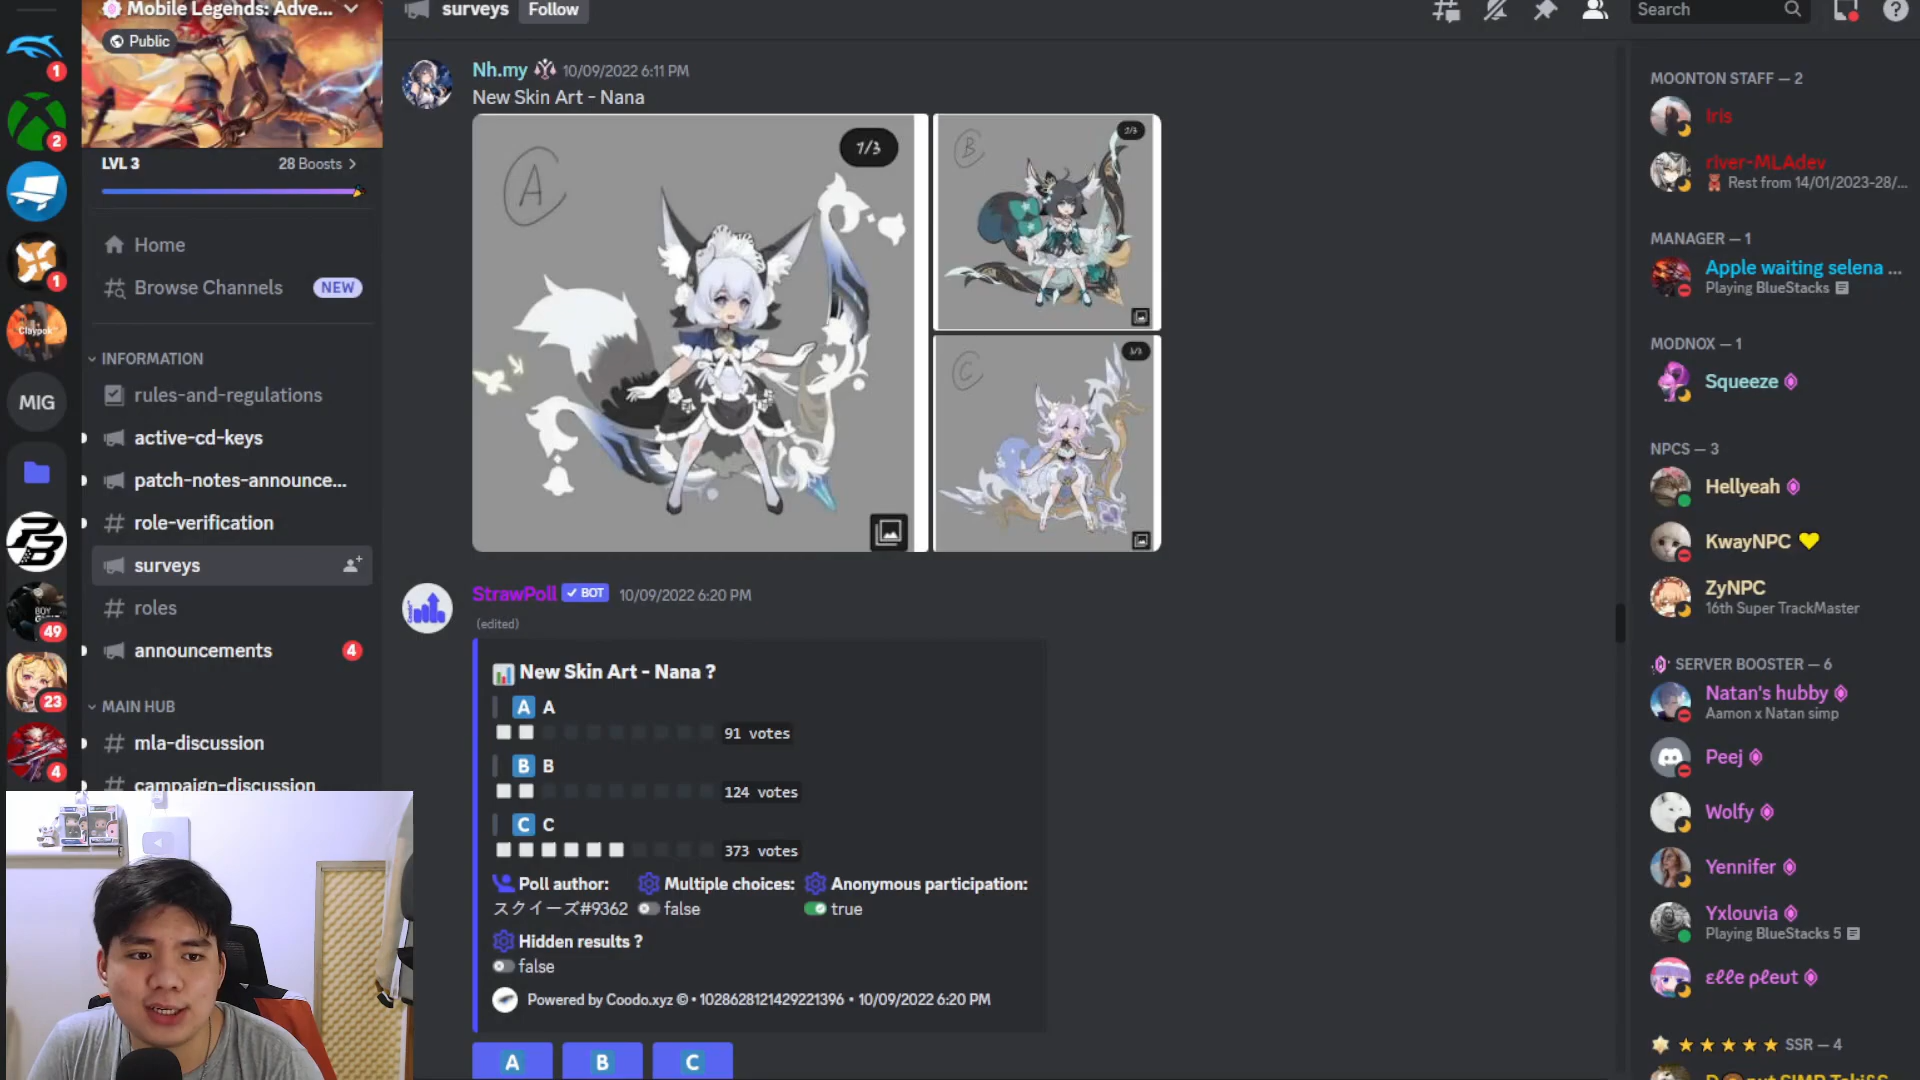 Mobile Legends: Adve...
Public
LVL 3
28 Boosts
Home
Browse Channels
NEW
INFORMATION
rules-and-regulations
active-cd-keys
patch-notes-announce...
role-verification
surveys
roles
announcements
4
MAIN HUB
mla-discussion
campaign-discussion
1
2
1
Claypok
MIG
49
23
4
surveys
Follow
Search
Nh.my 10/09/2022 6:11 PM
New Skin Art - Nana
A
1/3
B
2/3
C
3/3
StrawPoll BOT 10/09/2022 6:20 PM
(edited)
New Skin Art - Nana ?
A A
91 votes
B B
124 votes
C C
373 votes
Poll author: Multiple choices: Anonymous participation:
スクイーズ#9362 false true
Hidden results ?
false
Powered by Coodo.xyz © • 1028628121429221396 • 10/09/2022 6:20 PM
A B C
MOONTON STAFF — 2
Iris
river-MLAdev
Rest from 14/01/2023-28/...
MANAGER — 1
Apple waiting selena ...
Playing BlueStacks
MODNOX — 1
Squeeze
NPCS — 3
Hellyeah
KwayNPC
ZyNPC
16th Super TrackMaster
SERVER BOOSTER — 6
Natan's hubby
Aamon x Natan simp
Peej
Wolfy
Yennifer
Yxlouvia
Playing BlueStacks 5
εℓℓe ρℓeυt
SSR — 4